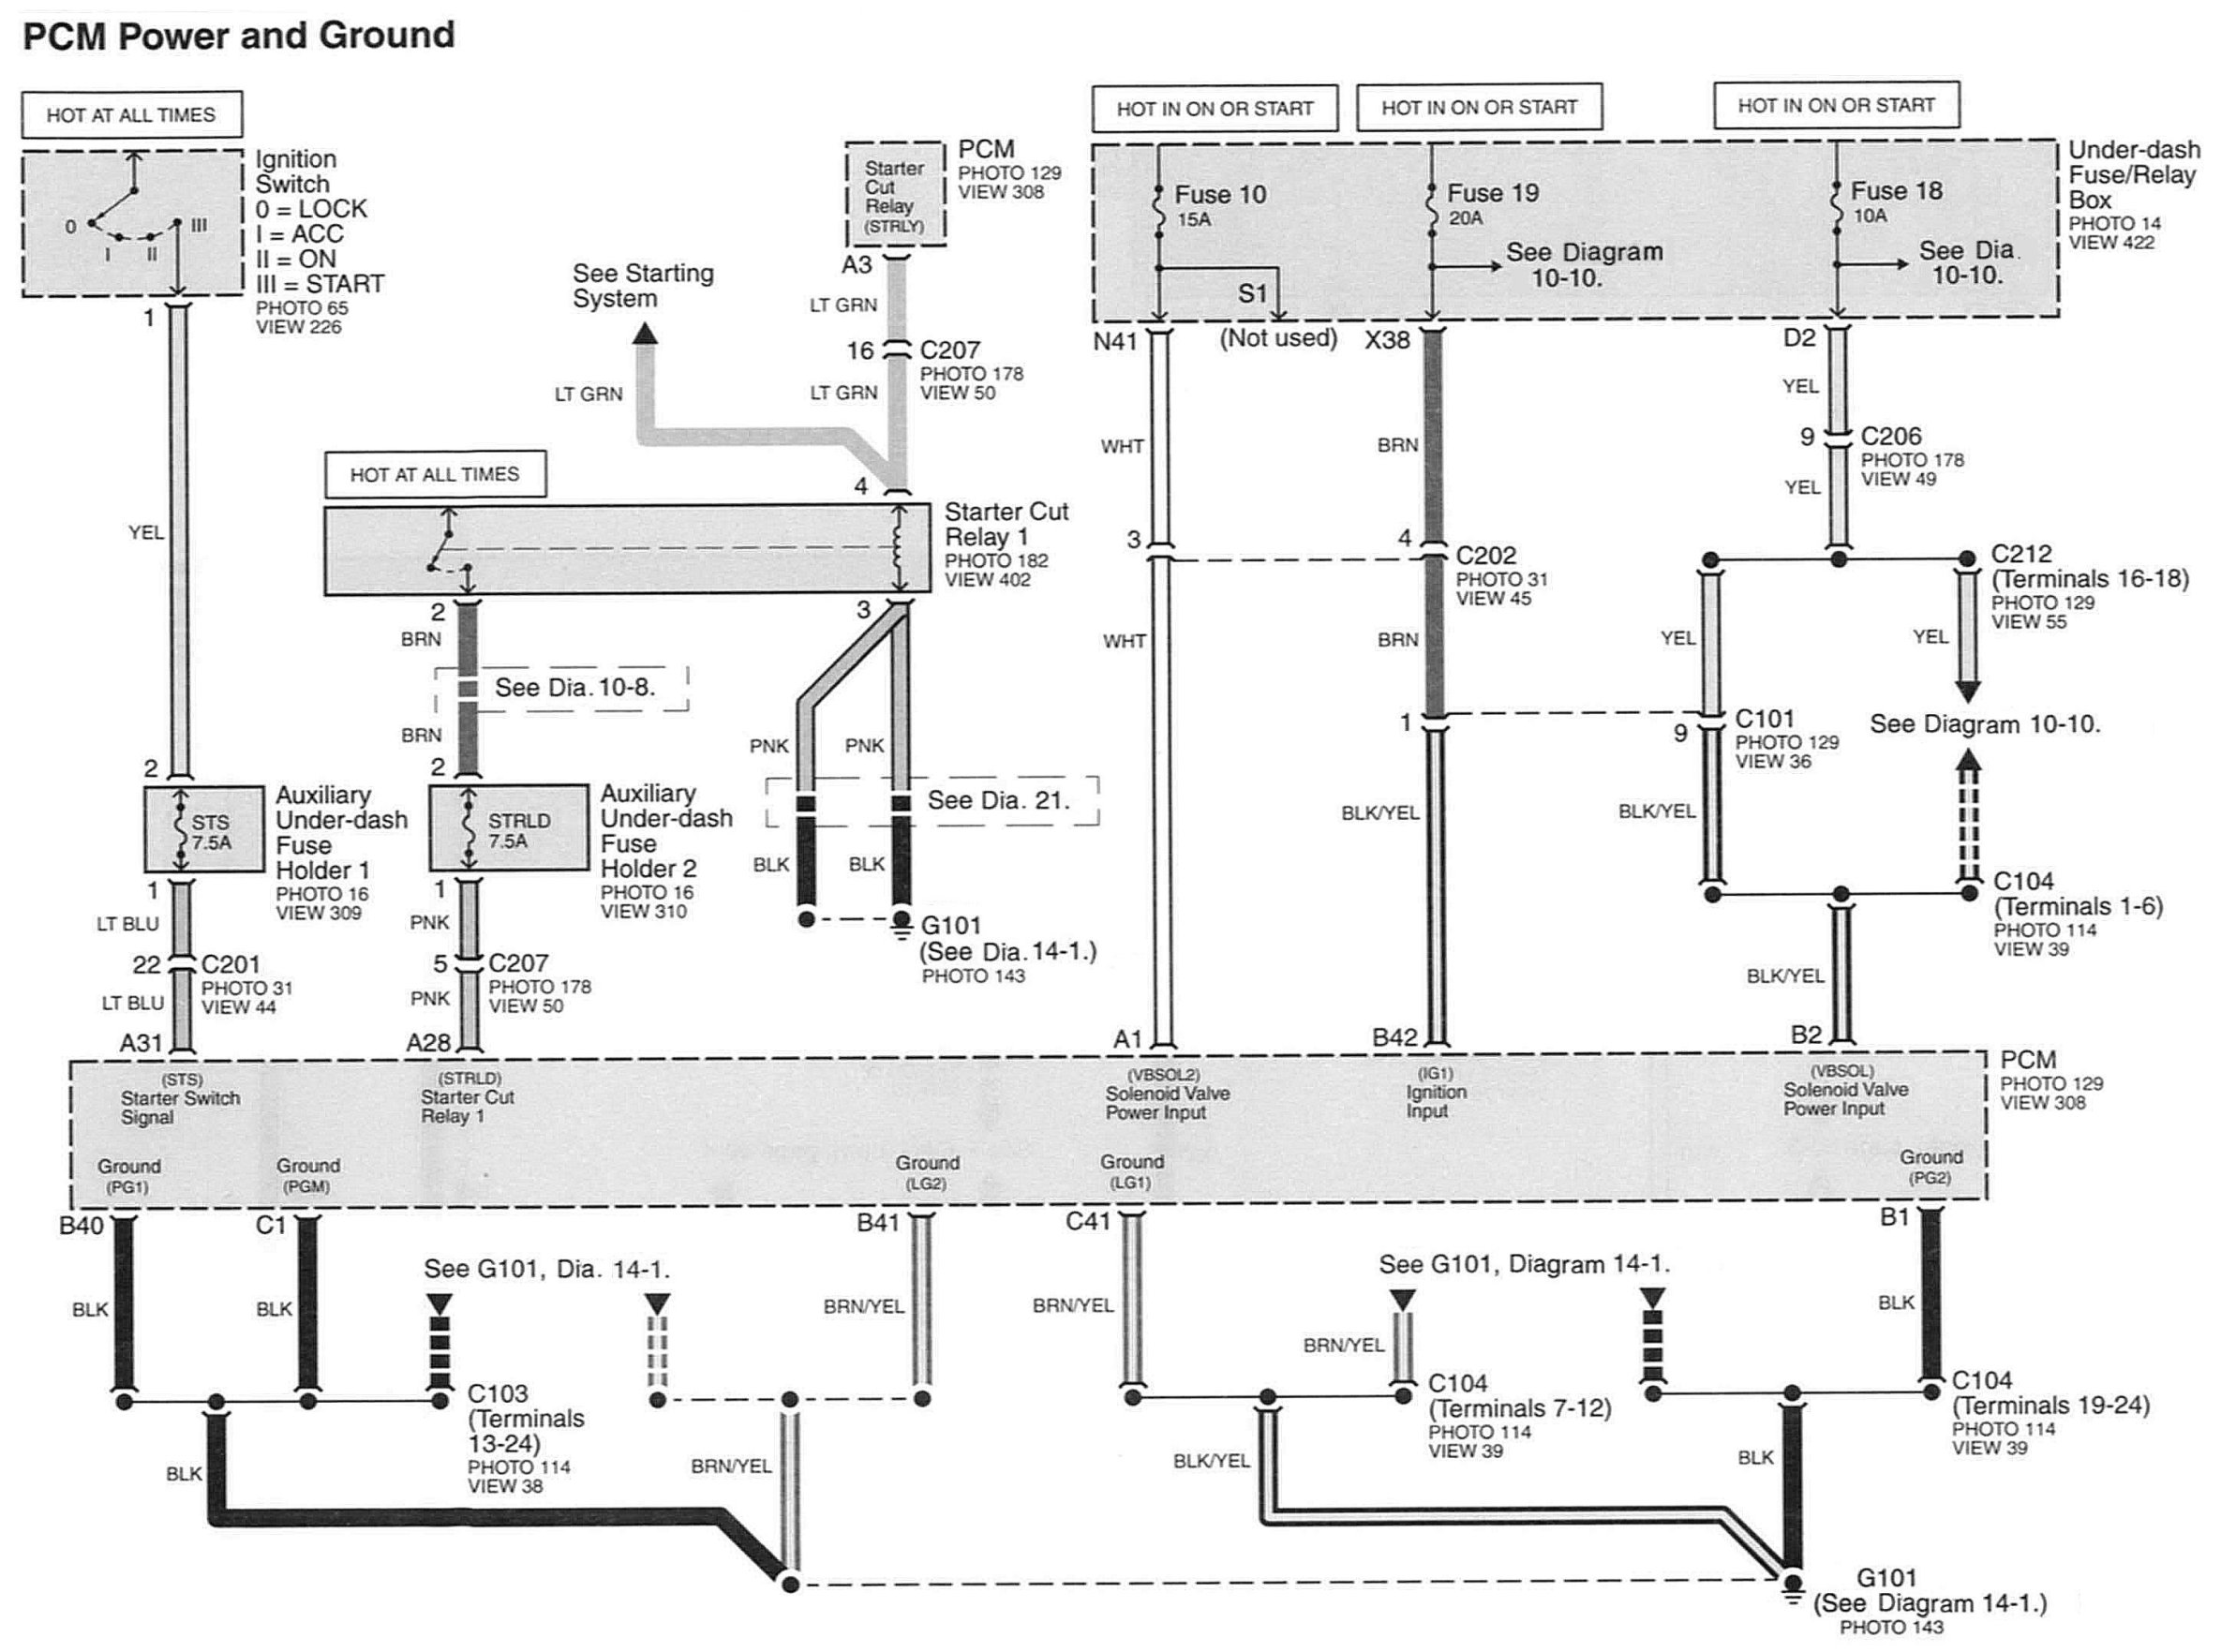 PCM Power and Ground
HOT AT ALL TIMES
HOT IN ON OR START
HOT IN ON OR START
HOT IN ON OR START
Ignition
Switch
0 = LOCK
I = ACC
II = ON
III = START
PHOTO 65
VIEW 226
0
I
II
III
1
YEL
2
STS
7.5A
Auxiliary
Under-dash
Fuse
Holder 1
PHOTO 16
VIEW 309
1
LT BLU
22
C201
PHOTO 31
VIEW 44
LT BLU
A31
See Starting
System
LT GRN
Starter
Cut
Relay
(STRLY)
PCM
PHOTO 129
VIEW 308
A3
LT GRN
16
C207
PHOTO 178
VIEW 50
LT GRN
4
HOT AT ALL TIMES
Starter Cut
Relay 1
PHOTO 182
VIEW 402
2
BRN
See Dia. 10-8.
BRN
2
STRLD
7.5A
Auxiliary
Under-dash
Fuse
Holder 2
PHOTO 16
VIEW 310
1
PNK
5
C207
PHOTO 178
VIEW 50
PNK
A28
3
PNK
PNK
See Dia. 21.
BLK
BLK
G101
(See Dia. 14-1.)
PHOTO 143
Fuse 10
15A
S1
(Not used)
Fuse 19
20A
See Diagram
10-10.
Fuse 18
10A
See Dia.
10-10.
Under-dash
Fuse/Relay
Box
PHOTO 14
VIEW 422
N41
X38
D2
WHT
BRN
YEL
9
C206
PHOTO 178
VIEW 49
YEL
3
4
C202
PHOTO 31
VIEW 45
C212
(Terminals 16-18)
PHOTO 129
VIEW 55
WHT
BRN
YEL
YEL
1
9
C101
PHOTO 129
VIEW 36
See Diagram 10-10.
BLK/YEL
BLK/YEL
C104
(Terminals 1-6)
PHOTO 114
VIEW 39
BLK/YEL
A1
B42
B2
(STS)
Starter Switch
Signal
(STRLD)
Starter Cut
Relay 1
(VBSOL2)
Solenoid Valve
Power Input
(IG1)
Ignition
Input
(VBSOL)
Solenoid Valve
Power Input
PCM
PHOTO 129
VIEW 308
Ground
(PG1)
Ground
(PGM)
Ground
(LG2)
Ground
(LG1)
Ground
(PG2)
B40
C1
B41
C41
B1
See G101, Dia. 14-1.
See G101, Diagram 14-1.
BLK
BLK
BRN/YEL
BRN/YEL
BRN/YEL
BLK
C103
(Terminals
13-24)
PHOTO 114
VIEW 38
C104
(Terminals 7-12)
PHOTO 114
VIEW 39
C104
(Terminals 19-24)
PHOTO 114
VIEW 39
BLK
BRN/YEL
BLK/YEL
BLK
G101
(See Diagram 14-1.)
PHOTO 143